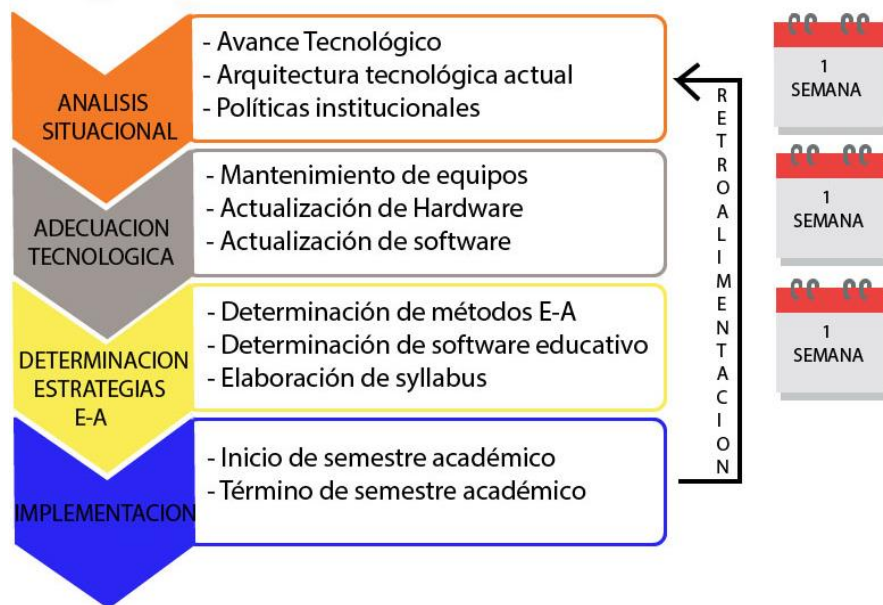 ANALISIS
SITUACIONAL
- Avance Tecnológico
- Arquitectura tecnológica actual
- Políticas institucionales
1
SEMANA
ADECUACION
TECNOLOGICA
- Mantenimiento de equipos
- Actualización de Hardware
- Actualización de software
1
SEMANA
DETERMINACION
ESTRATEGIAS
E-A
- Determinación de métodos E-A
- Determinación de software educativo
- Elaboración de syllabus
1
SEMANA
IMPLEMENTACION
- Inicio de semestre académico
- Término de semestre académico
RETROALIMENTACION